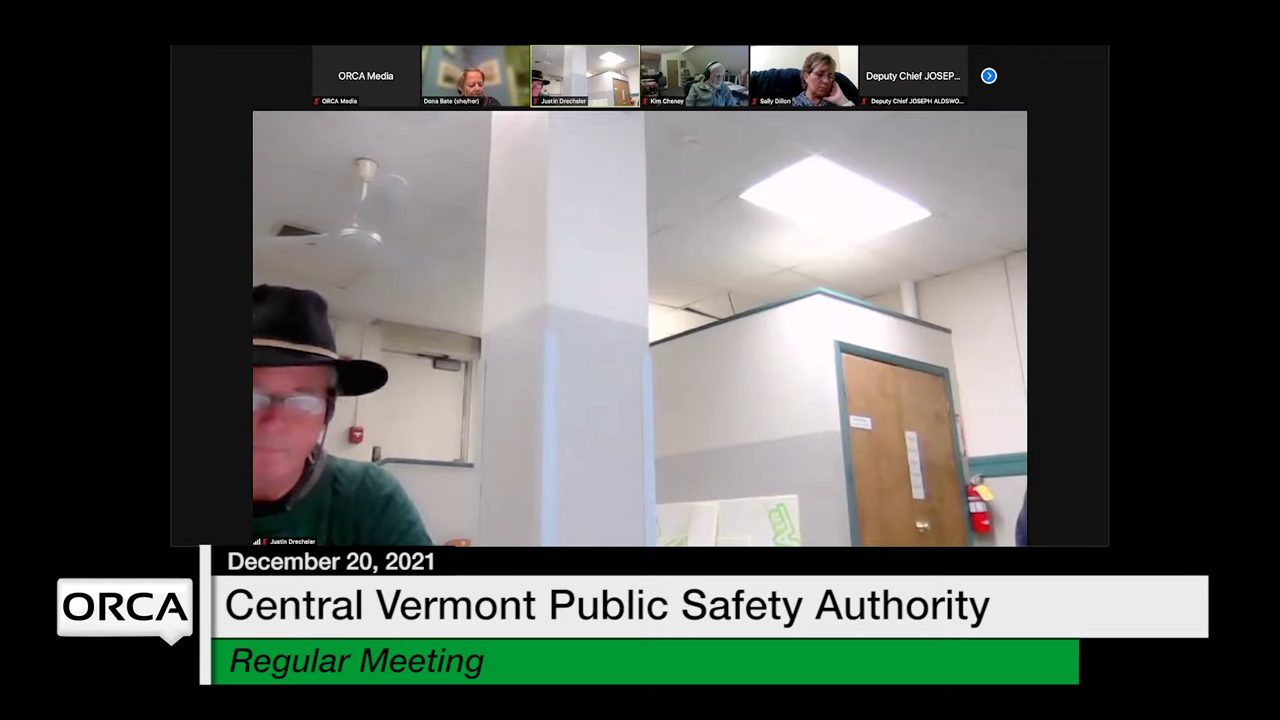 ORCA Media
Deputy Chief JOSEP...
ORCA Media
Dona Bate (she/her)
Justin Drechsler
Kim Cheney
Sally Dillon
Deputy Chief JOSEPH ALDSWO...
AIR
Justin Drechsler
December 20, 2021
ORCA
Central Vermont Public Safety Authority
Regular Meeting